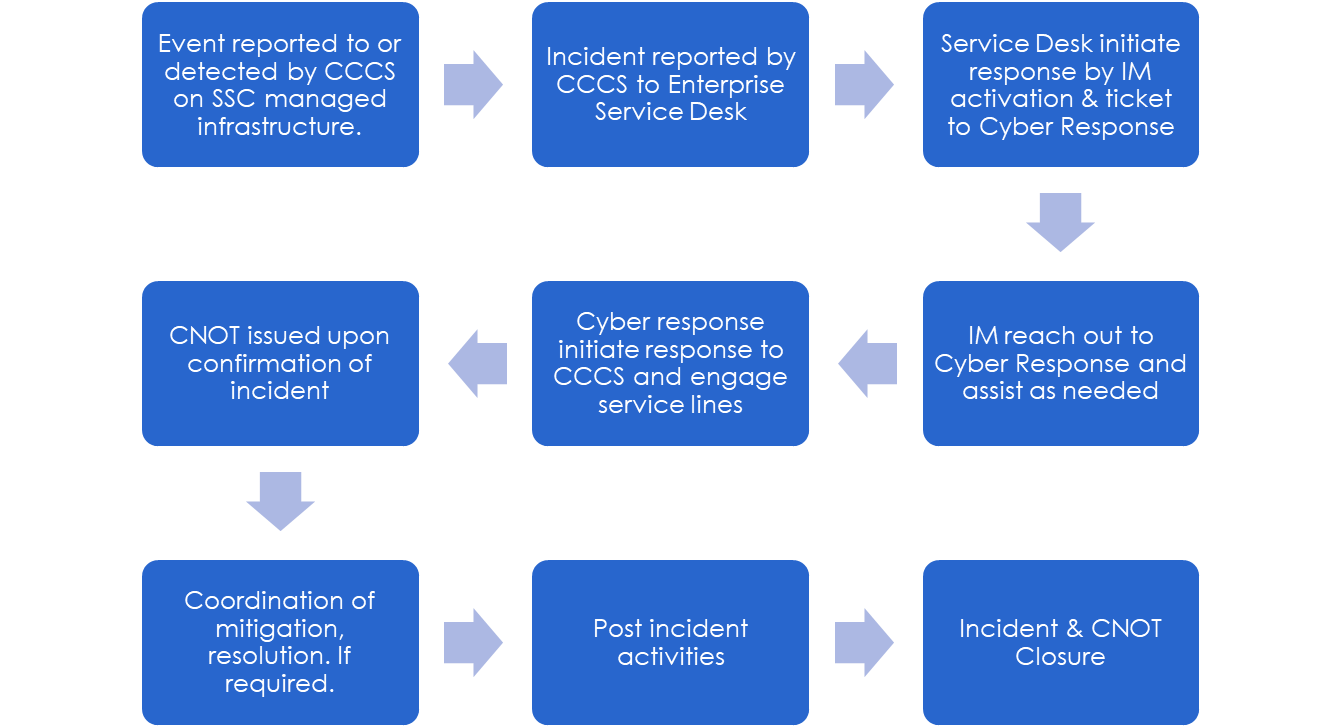 Event reported to or
detected by CCCS
on SSC managed
infrastructure.
Incident reported by
CCCS to Enterprise
Service Desk
Service Desk initiate
response by IM
activation & ticket
to Cyber Response
IM reach out to
Cyber Response and
assist as needed
Cyber response
initiate response to
CCCS and engage
service lines
CNOT issued upon
confirmation of
incident
Coordination of
mitigation,
resolution. If
required.
Post incident
activities
Incident & CNOT
Closure